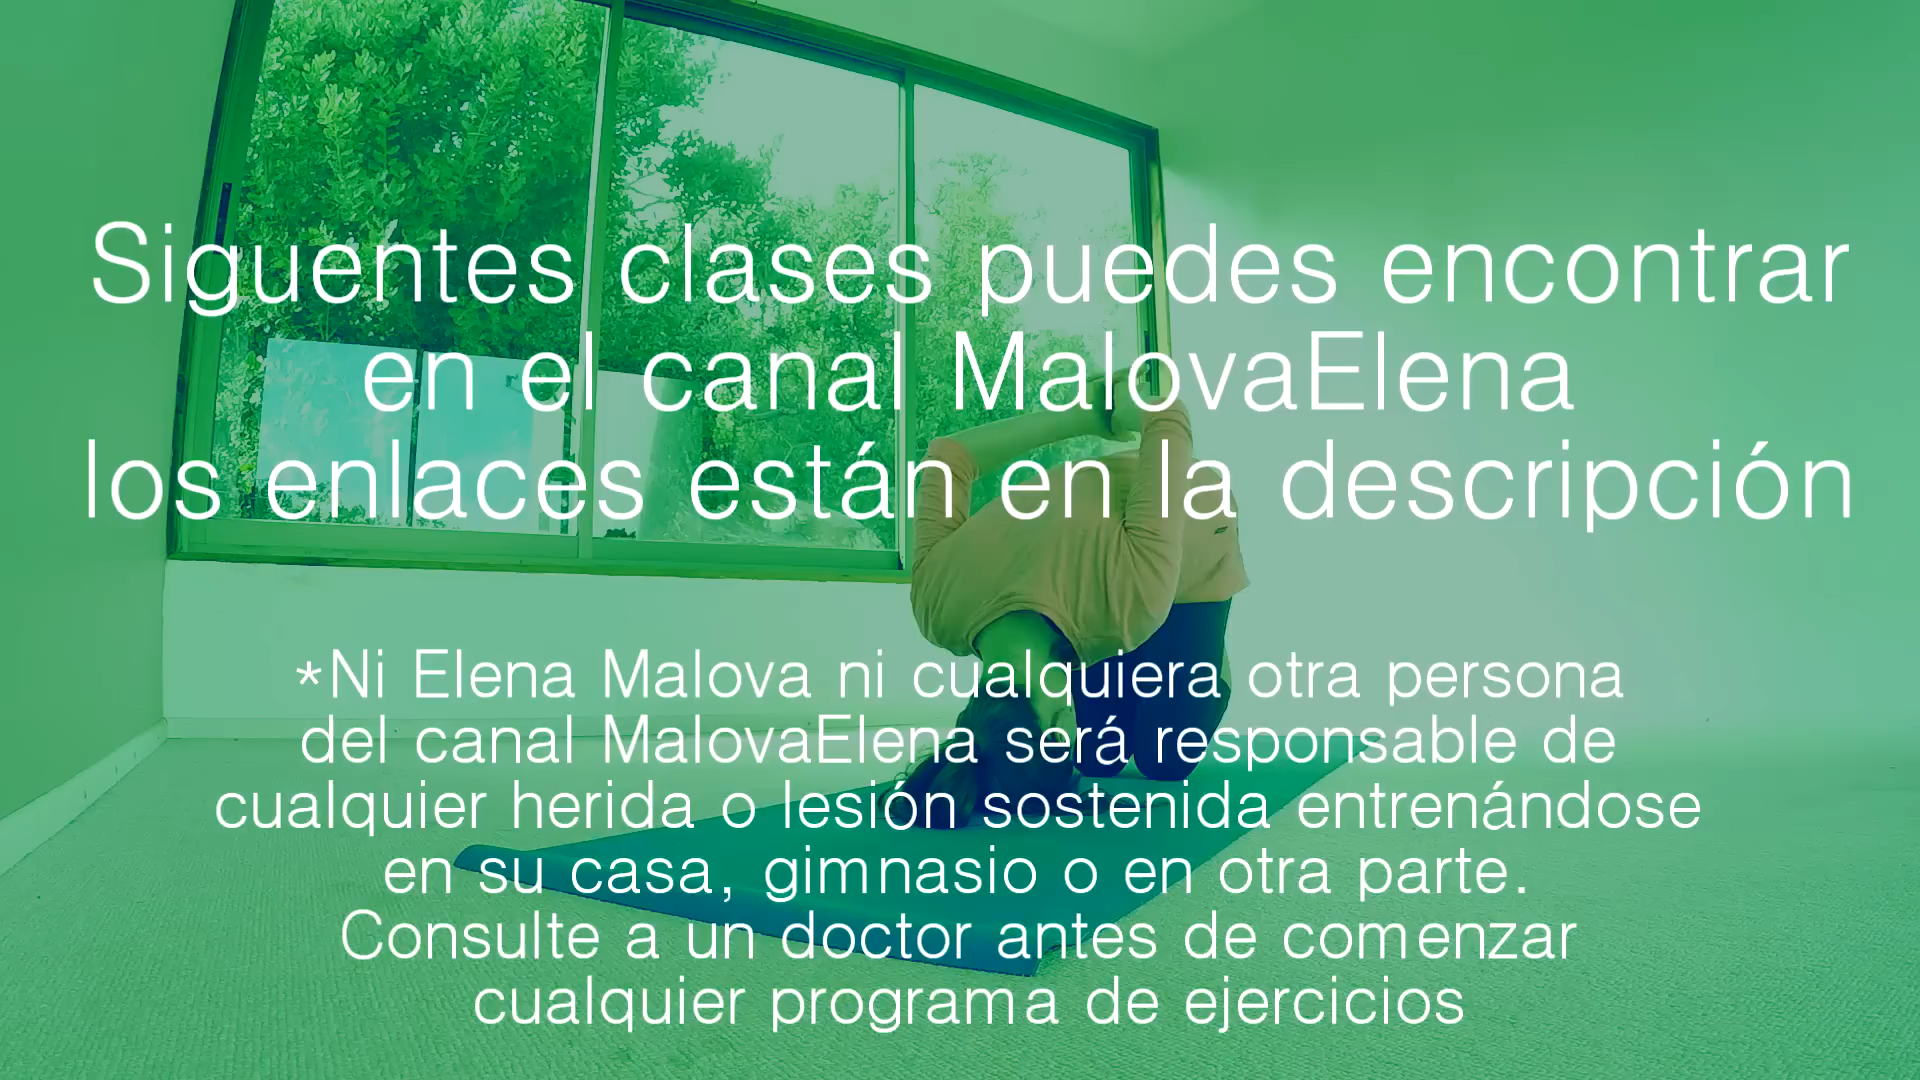 Siguentes clases puedes encontrar
en el canal MalovaElena
los enlaces están en la descripción
*Ni Elena Malova ni cualquiera otra persona
del canal MalovaElena será responsable de
cualquier herida o lesión sostenida entrenándose
en su casa, gimnasio o en otra parte.
Consulte a un doctor antes de comenzar
cualquier programa de ejercicios